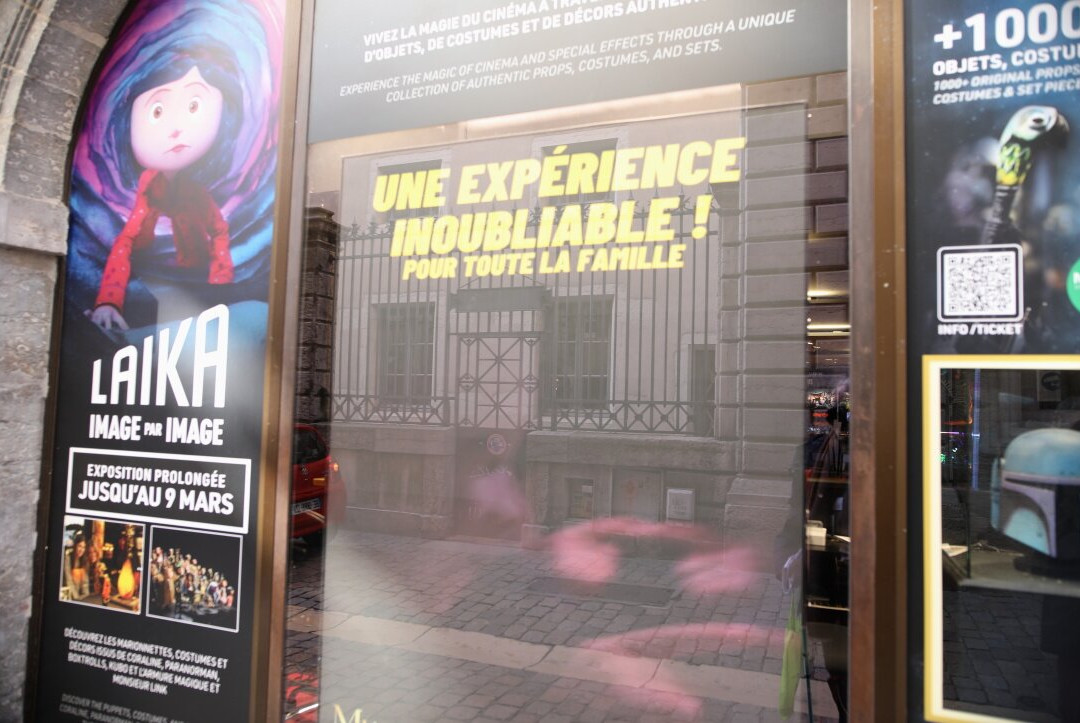 LAIKA
IMAGE PAR IMAGE
EXPOSITION PROLONGÉE
JUSQU'AU 9 MARS
DÉCOUVREZ LES MARIONNETTES, COSTUMES ET
DÉCORS ISSUS DE CORALINE, PARANORMAN,
BOXTROLLS, KUBO ET L'ARMURE MAGIQUE ET
MONSIEUR LINK
DISCOVER THE PUPPETS, COSTUMES, AND
CORALINE, PARANORMAN
VIVEZ LA MAGIE DU CINÉMA À
D'OBJETS, DE COSTUMES ET DE DÉCORS
EXPERIENCE THE MAGIC OF CINEMA AND SPECIAL EFFECTS THROUGH A UNIQUE
COLLECTION OF AUTHENTIC PROPS, COSTUMES, AND SETS.
UNE EXPÉRIENCE
INOUBLIABLE !
POUR TOUTE LA FAMILLE
+1000
OBJETS,
1000+ ORIGINAL PROPS
COSTUMES & SET PIECES
INFO/TICKET